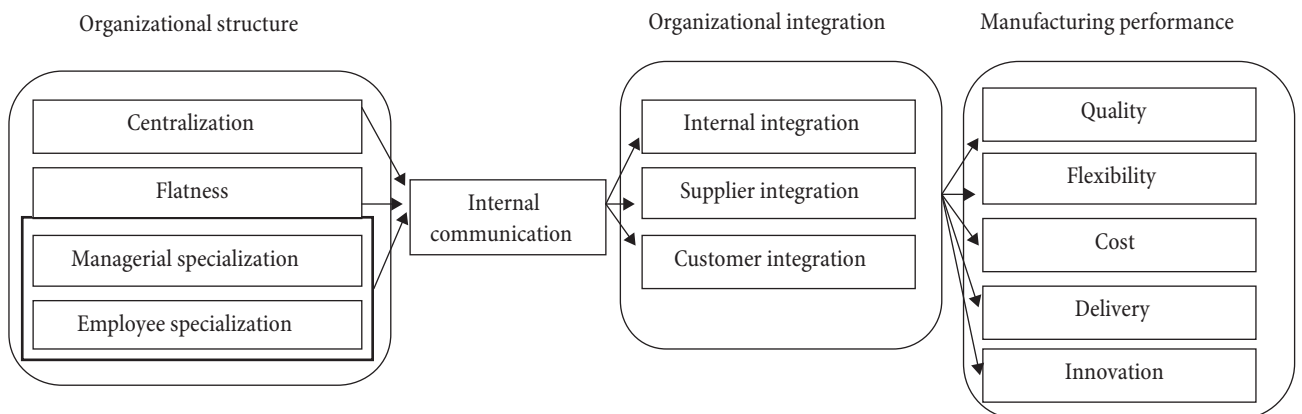 Organizational structure
Organizational integration
Manufacturing performance
Centralization
Flatness
Managerial specialization
Employee specialization
Internal
communication
Internal integration
Supplier integration
Customer integration
Quality
Flexibility
Cost
Delivery
Innovation